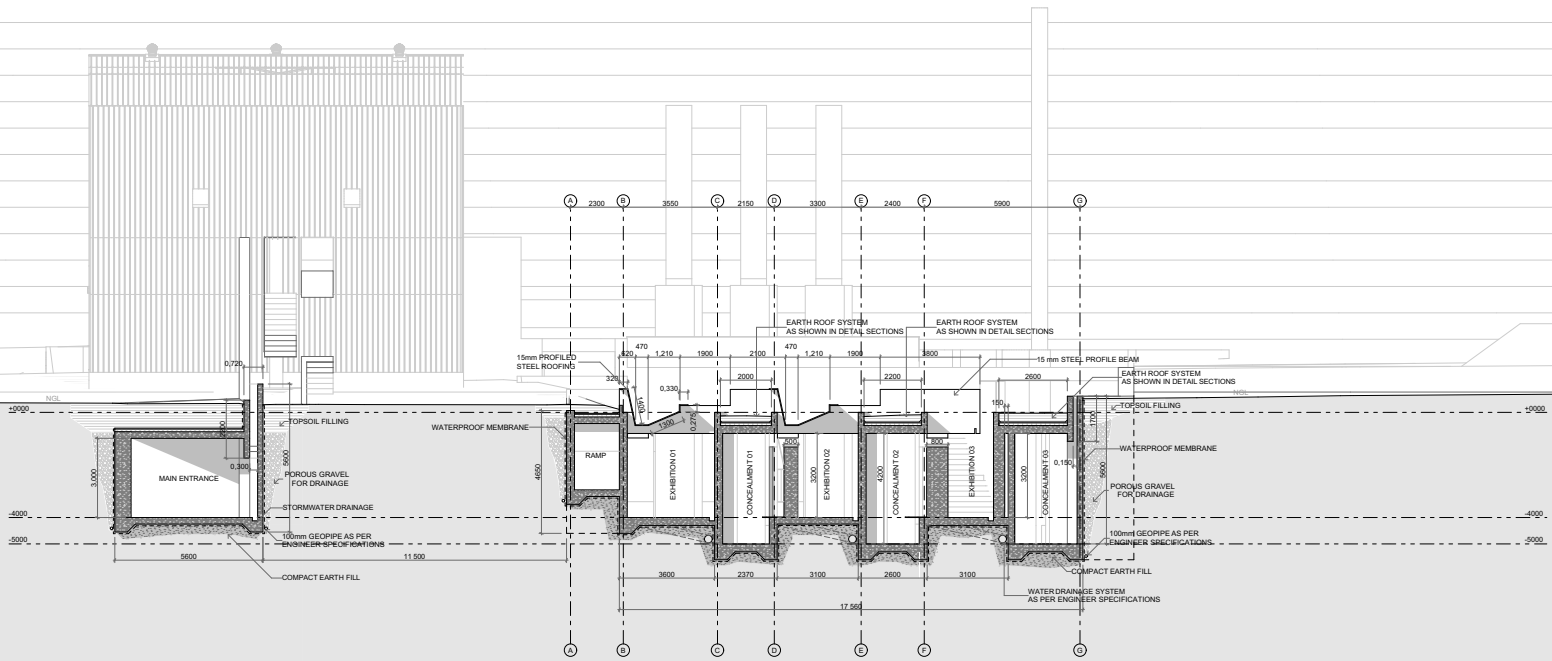 A
B
C
D
E
F
G
2300
3550
2150
3300
2400
5900
EARTH ROOF SYSTEM
AS SHOWN IN DETAIL SECTIONS
EARTH ROOF SYSTEM
AS SHOWN IN DETAIL SECTIONS
470
470
620
1,210
1900
2100
1,210
1900
3800
15mm PROFILED
STEEL ROOFING
15 mm STEEL PROFILE BEAM
0,720
320
2000
2200
2600
EARTH ROOF SYSTEM
AS SHOWN IN DETAIL SECTIONS
0,330
NGL
NGL
1400
150
±0000
±0000
TOPSOIL FILLING
TOPSOIL FILLING
1300
0,275
1700
WATERPROOF MEMBRANE
500
800
WATERPROOF MEMBRANE
RAMP
0,300
0,150
3,000
MAIN ENTRANCE
5600
4650
EXHIBITION 01
CONCEALMENT 01
3200
EXHIBITION 02
4200
CONCEALMENT 02
EXHIBITION 03
3200
CONCEALMENT 03
5600
POROUS GRAVEL
FOR DRAINAGE
POROUS GRAVEL
FOR DRAINAGE
STORMWATER DRAINAGE
-4000
-4000
100mm GEOPIPE AS PER
ENGINEER SPECIFICATIONS
100mm GEOPIPE AS PER
ENGINEER SPECIFICATIONS
-5000
-5000
5600
11 500
COMPACT EARTH FILL
COMPACT EARTH FILL
3600
2370
3100
2600
3100
WATER DRAINAGE SYSTEM
AS PER ENGINEER SPECIFICATIONS
17 560
A
B
C
D
E
F
G